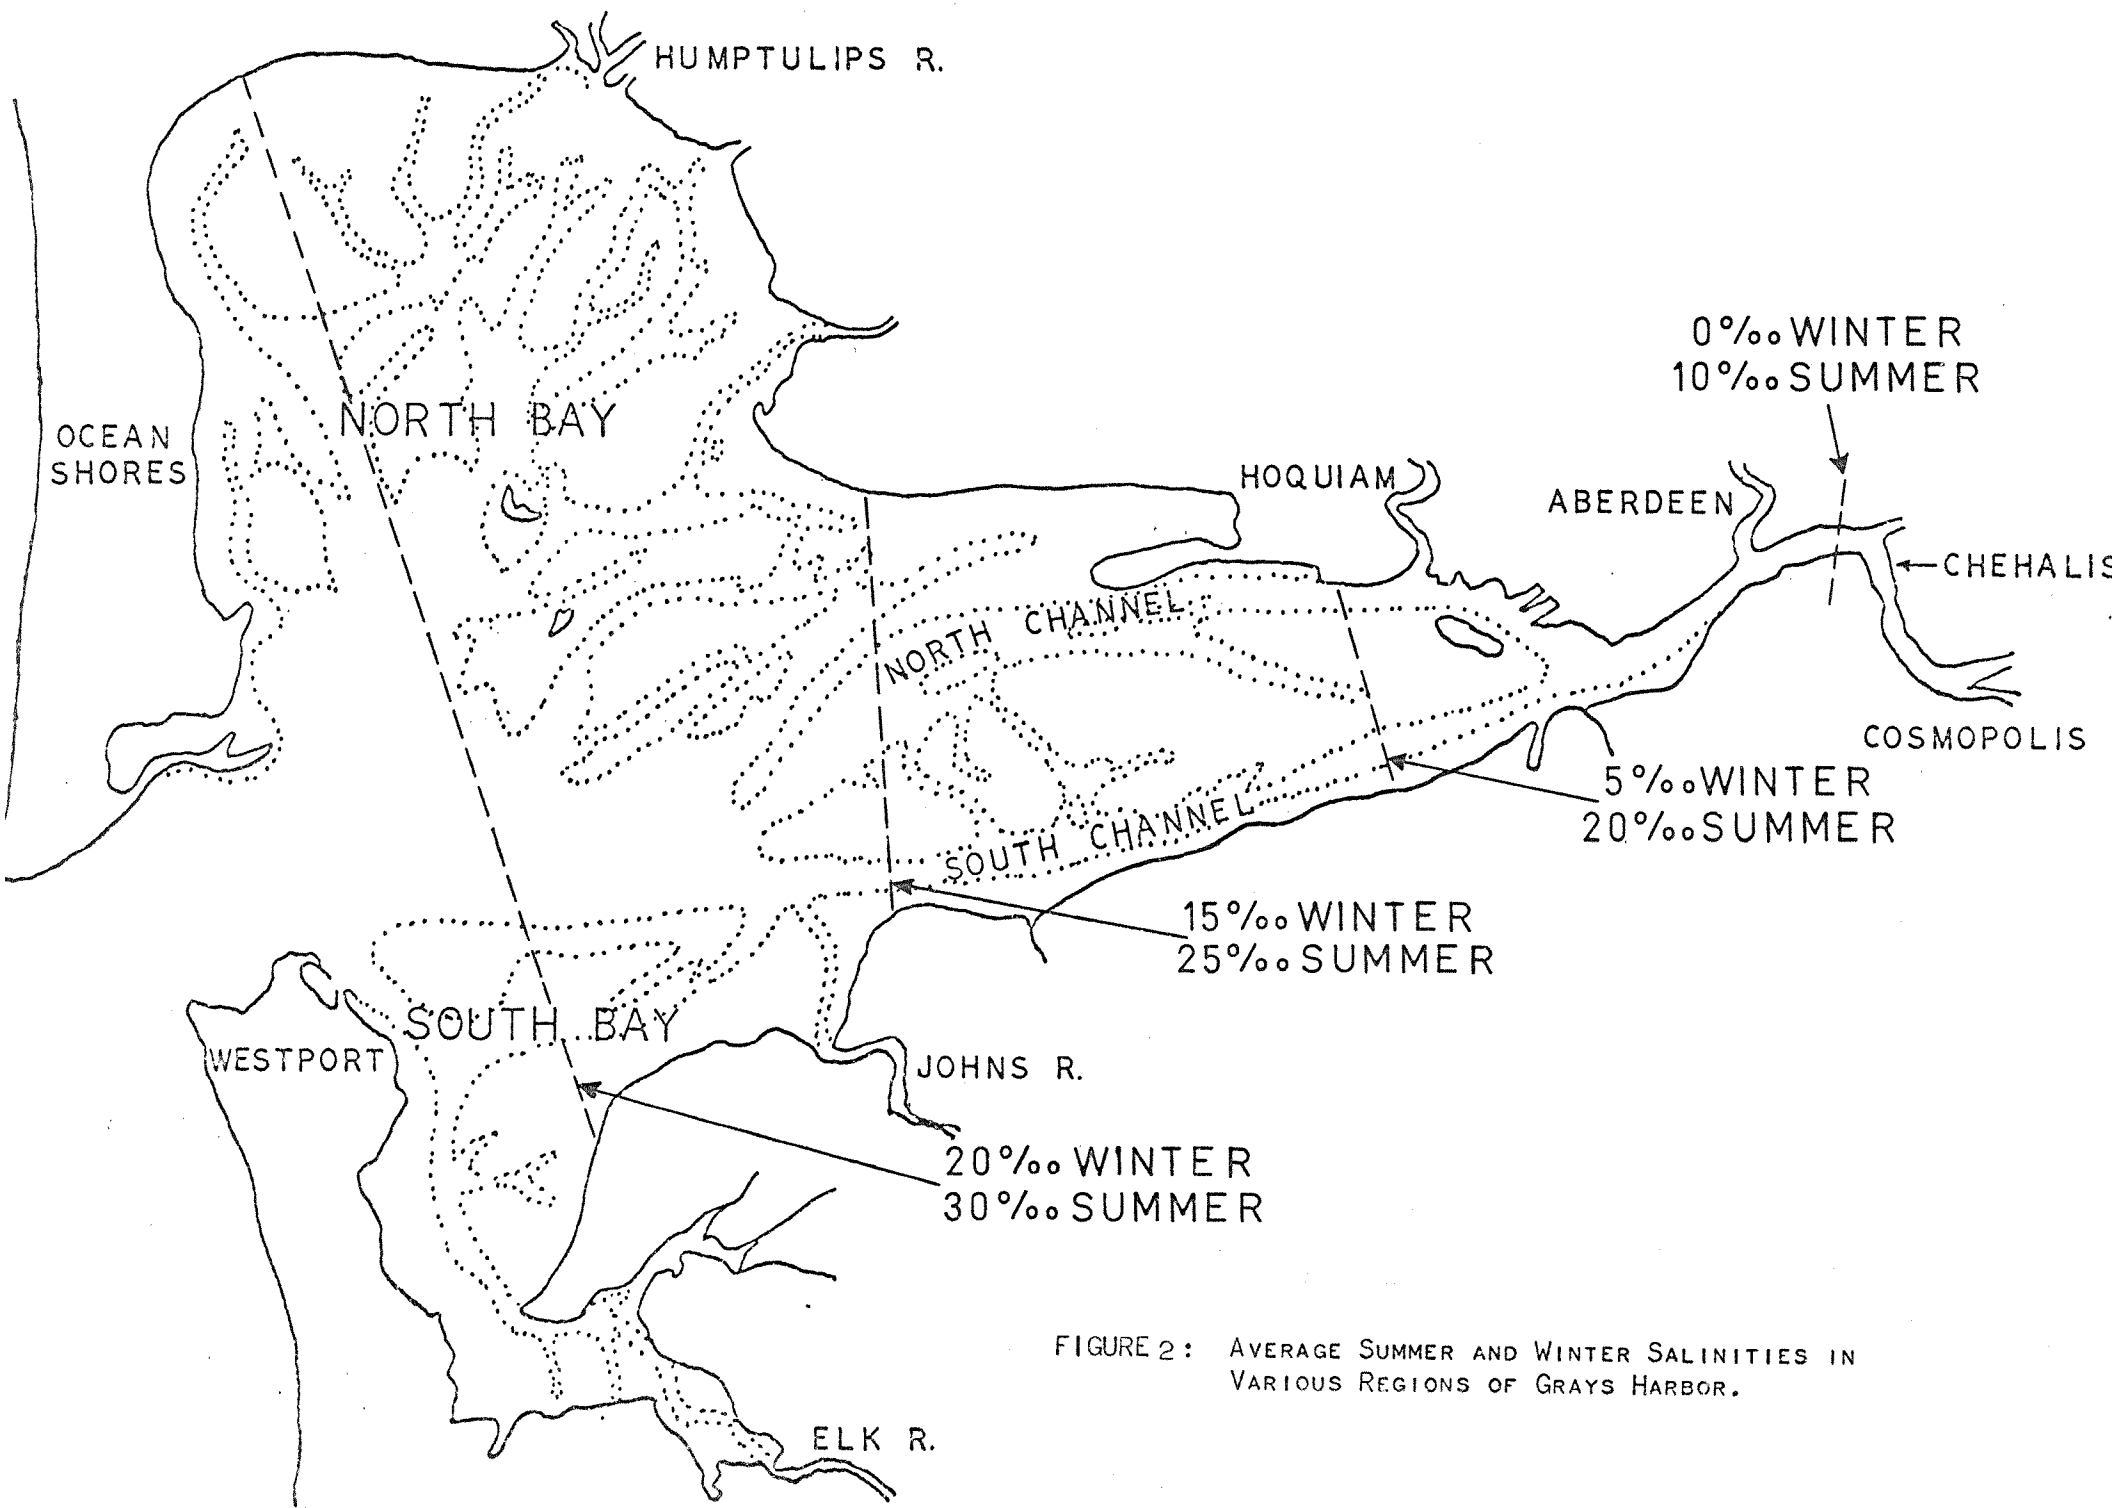 HUMPTULIPS R.
0‰ WINTER
10‰ SUMMER
NORTH BAY
OCEAN
SHORES
HOQUIAM
ABERDEEN
CHEHALIS
NORTH CHANNEL
COSMOPOLIS
5‰ WINTER
20‰ SUMMER
SOUTH CHANNEL
15‰ WINTER
25‰ SUMMER
SOUTH BAY
WESTPORT
JOHNS R.
20‰ WINTER
30‰ SUMMER
FIGURE 2: AVERAGE SUMMER AND WINTER SALINITIES IN
VARIOUS REGIONS OF GRAYS HARBOR.
ELK R.